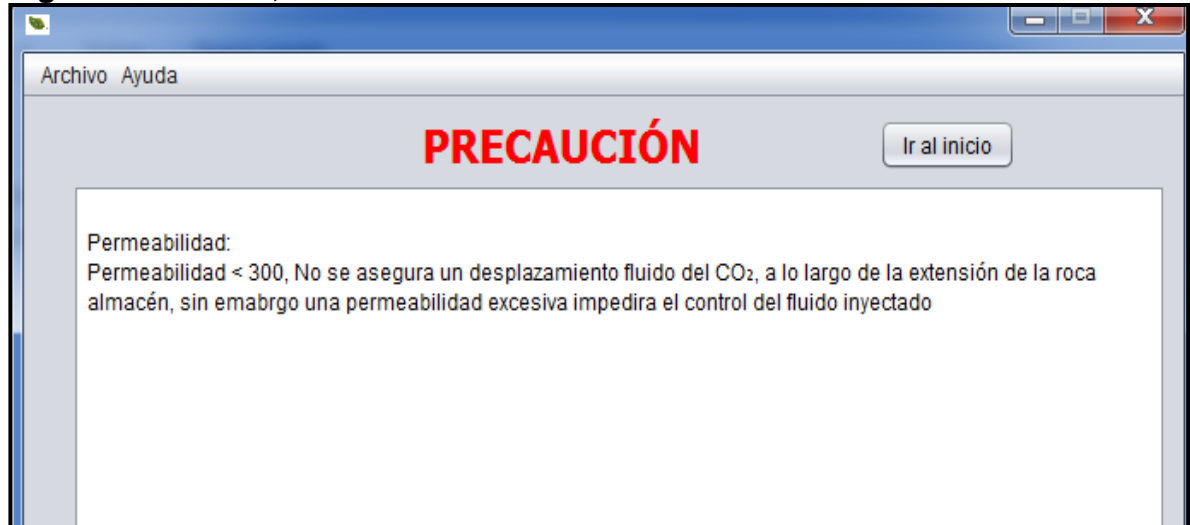 Archivo Ayuda
PRECAUCIÓN
Ir al inicio
Permeabilidad:
Permeabilidad < 300, No se asegura un desplazamiento fluido del CO₂, a lo largo de la extensión de la roca
almacén, sin emabrgo una permeabilidad excesiva impedira el control del fluido inyectado